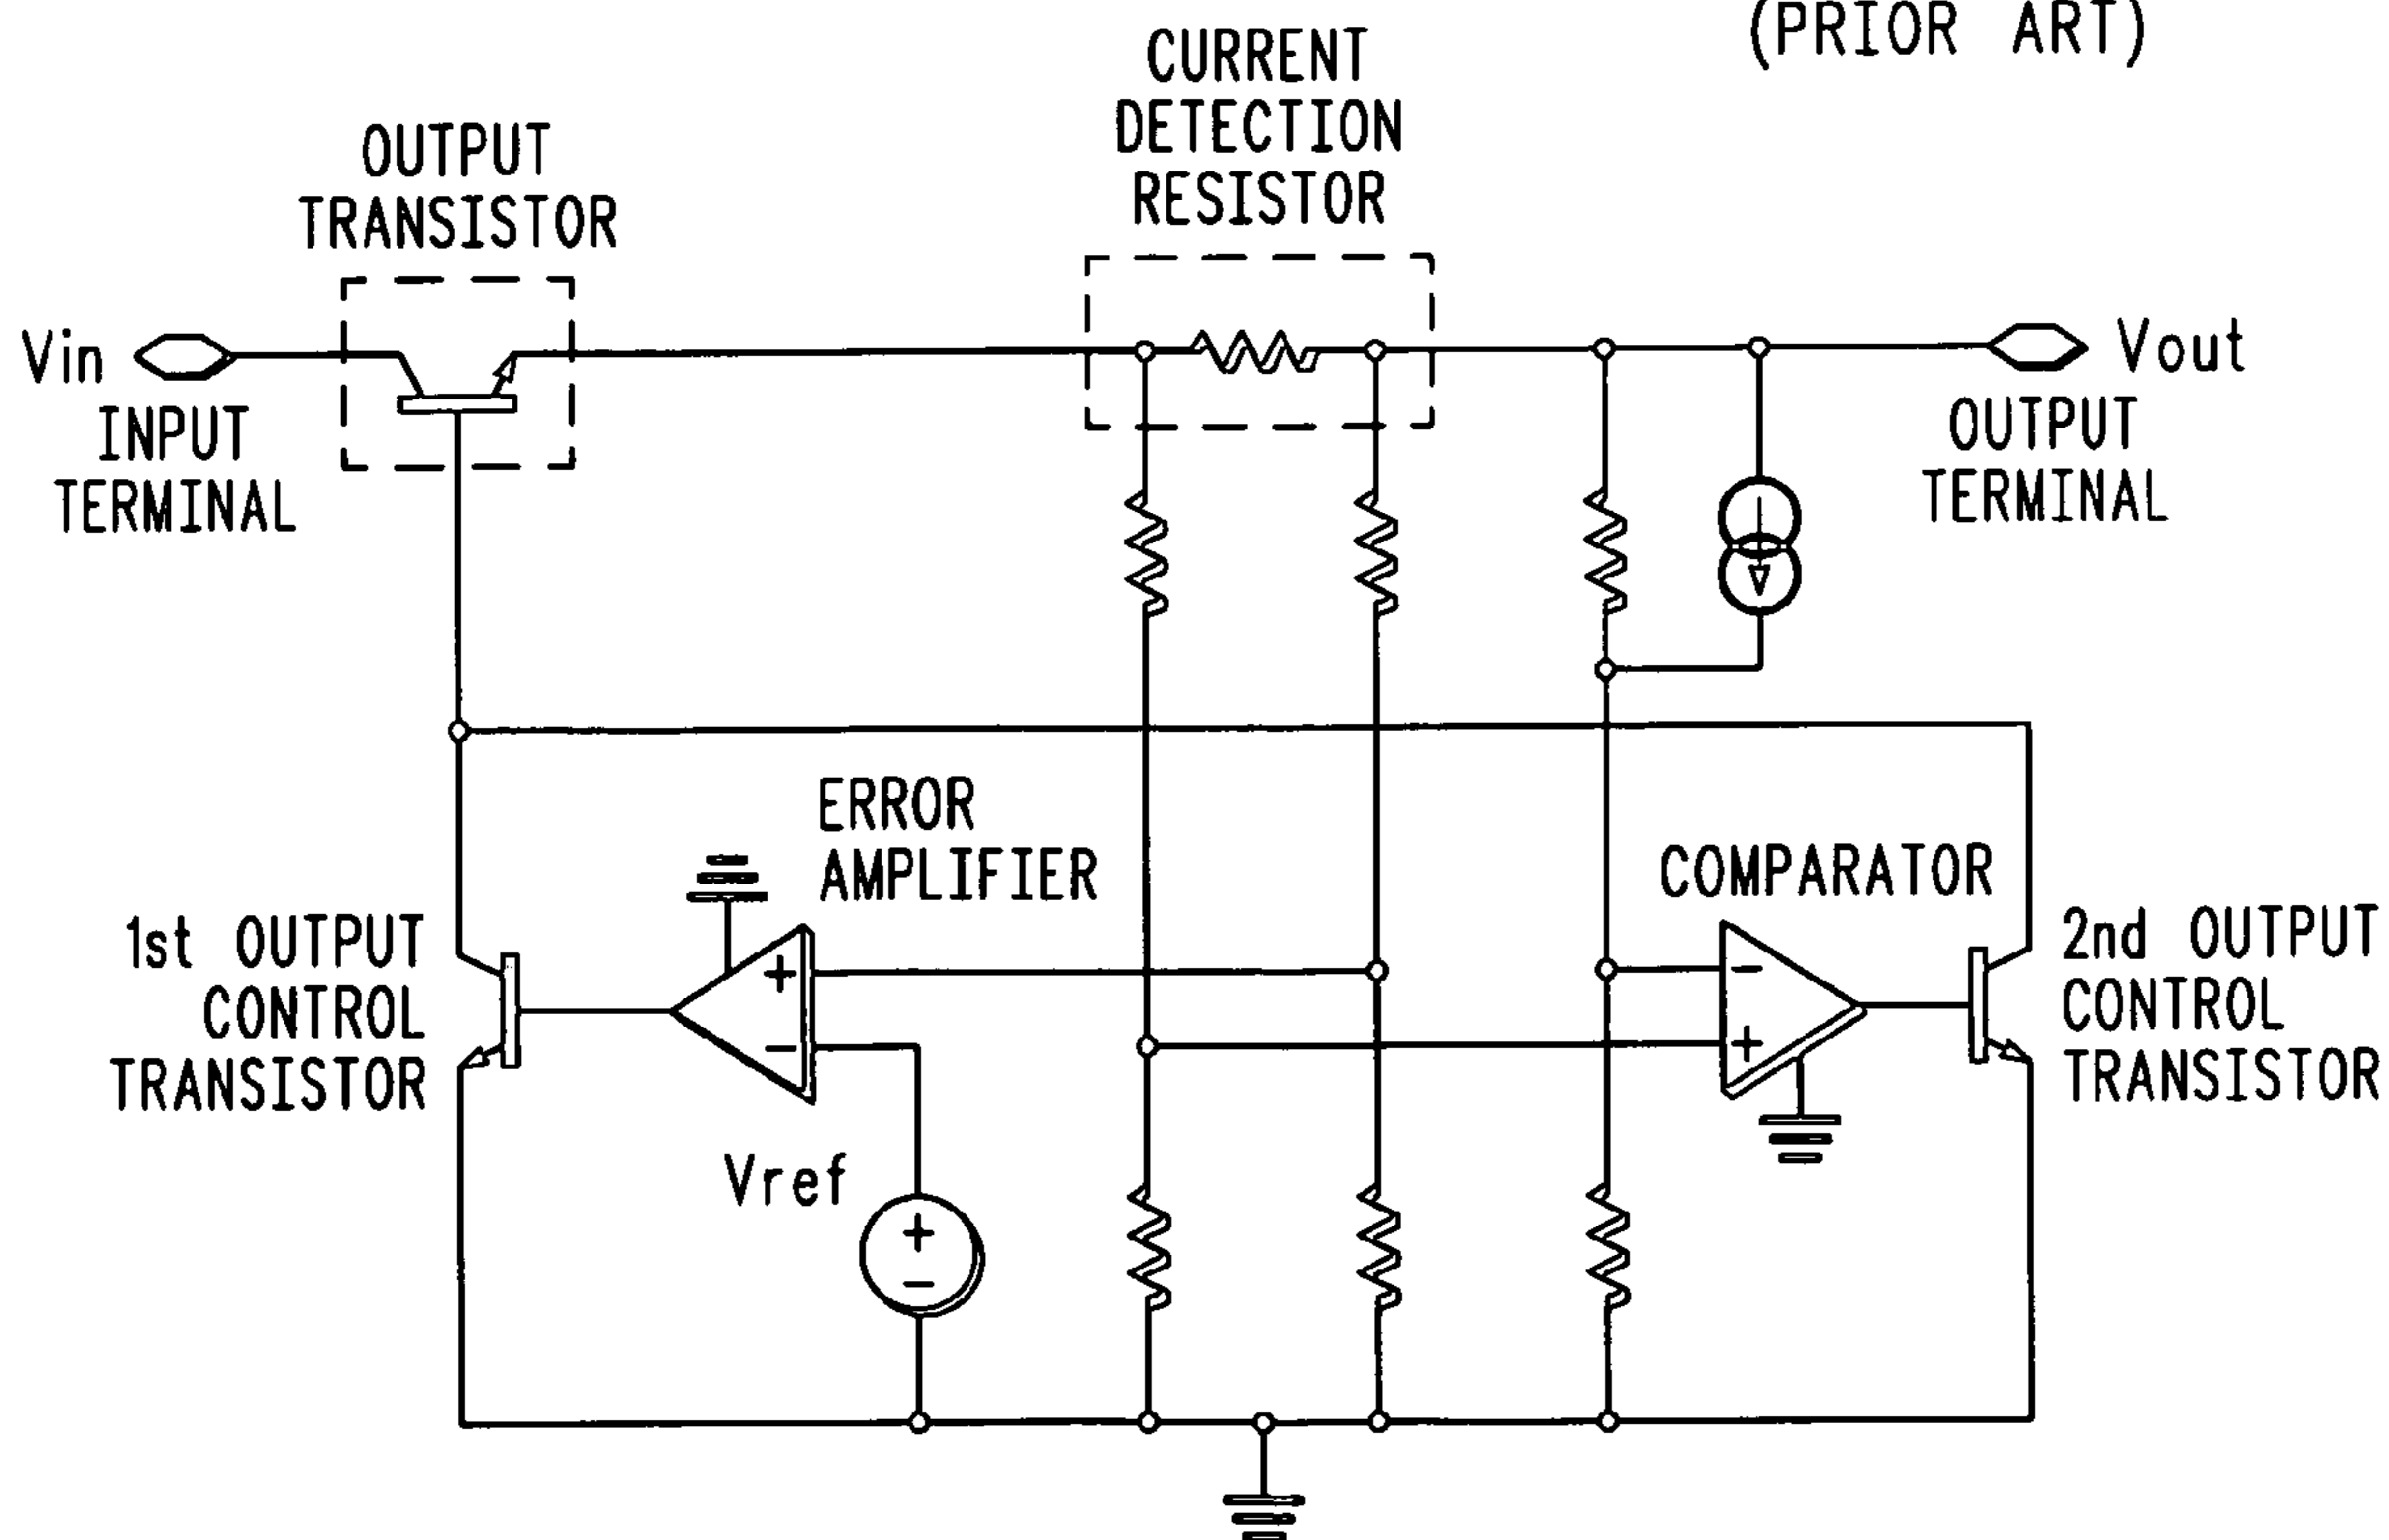 (PRIOR ART)
CURRENT
DETECTION
RESISTOR
OUTPUT
TRANSISTOR
Vin
INPUT
TERMINAL
Vout
OUTPUT
TERMINAL
ERROR
AMPLIFIER
COMPARATOR
1st OUTPUT
CONTROL
TRANSISTOR
+
−
−
+
2nd OUTPUT
CONTROL
TRANSISTOR
Vref
+
−